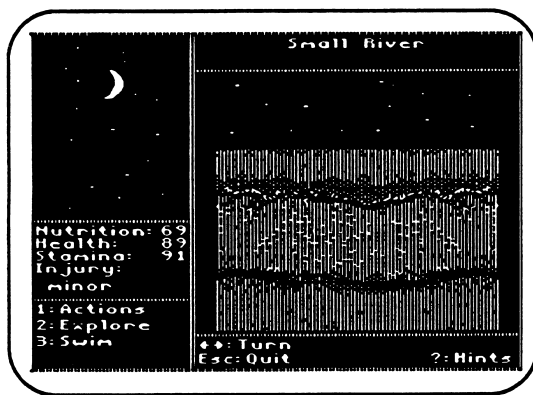 Small River
Nutrition: 69
Health: 89
Stamina: 91
Injury:
minor
1: Actions
2: Explore
3: Swim
↔: Turn
Esc: Quit
?: Hints